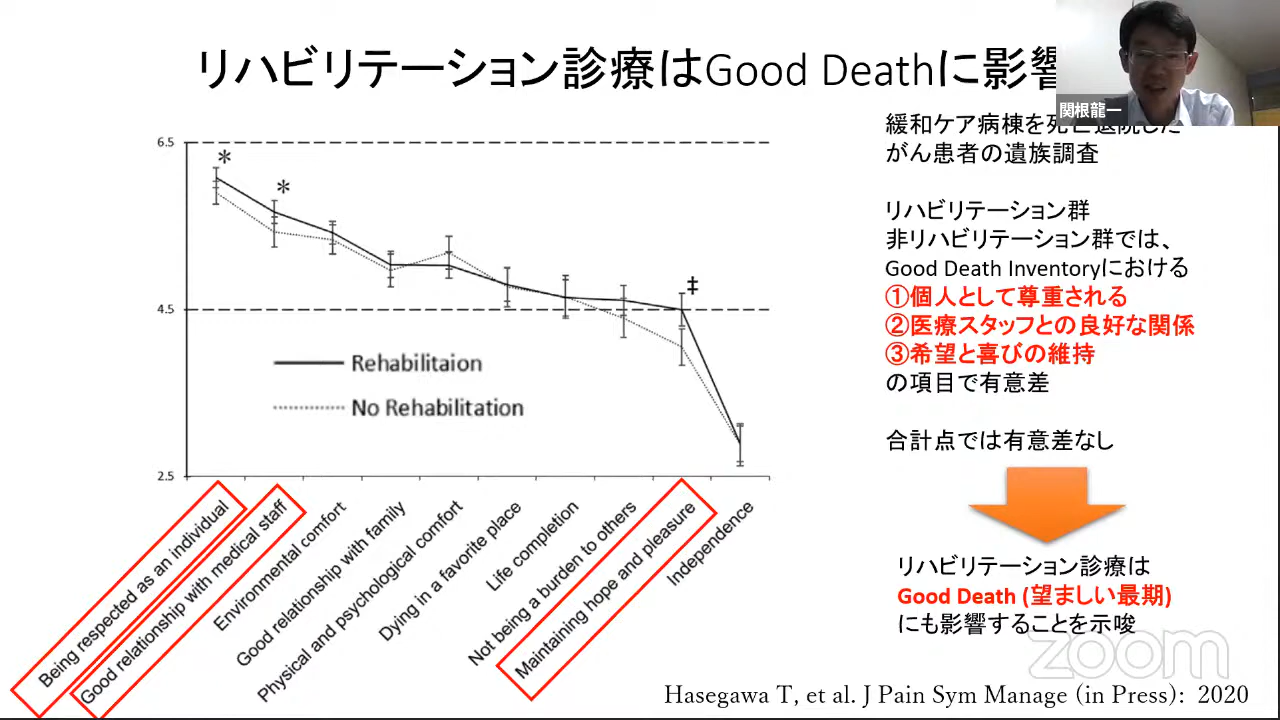 リハビリテーション診療はGood Deathに影響
関根龍一
緩和ケア病棟を死亡退院した
がん患者の遺族調査
リハビリテーション群
非リハビリテーション群では、
Good Death Inventoryにおける
①個人として尊重される
②医療スタッフとの良好な関係
③希望と喜びの維持
の項目で有意差
合計点では有意差なし
リハビリテーション診療は
Good Death (望ましい最期)
にも影響することを示唆
6.5
4.5
2.5
*
*
‡
Rehabilitaion
No Rehabilitation
Being respected as an individual
Good relationship with medical staff
Environmental comfort
Good relationship with family
Physical and psychological comfort
Dying in a favorite place
Life completion
Not being a burden to others
Maintaining hope and pleasure
Independence
zoom
Hasegawa T, et al. J Pain Sym Manage (in Press): 2020